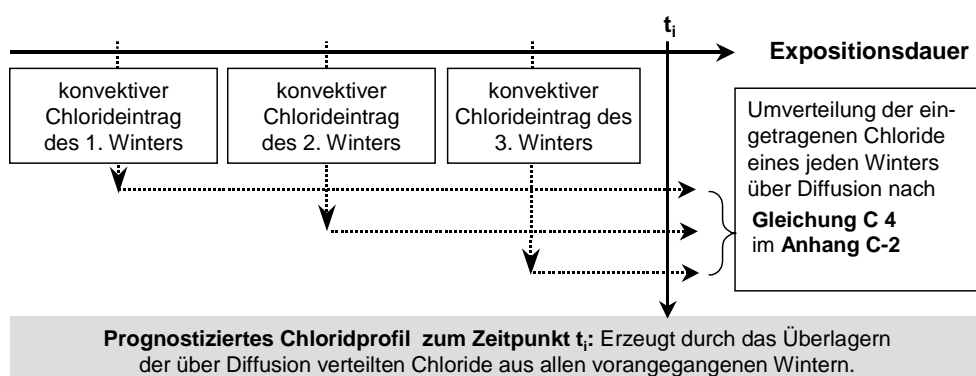 tᵢ
Expositionsdauer
konvektiver
Chlorideintrag
des 1. Winters
konvektiver
Chlorideintrag
des 2. Winters
konvektiver
Chlorideintrag des
3. Winters
Umverteilung der ein-
getragenen Chloride
eines jeden Winters
über Diffusion nach
Gleichung C 4
im Anhang C-2
Prognostiziertes Chloridprofil zum Zeitpunkt tᵢ: Erzeugt durch das Überlagern
der über Diffusion verteilten Chloride aus allen vorangegangenen Wintern.